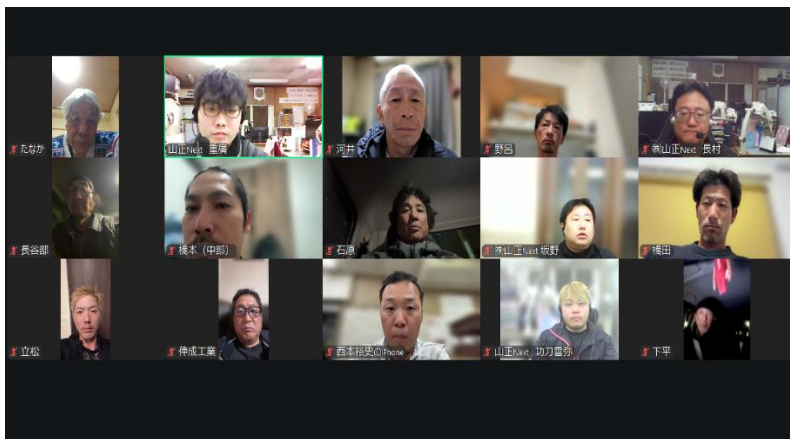 たなか
山正Next 重廣
河井
野呂
㈱山正Next 長村
長谷部
橋本（中部）
石原
㈱山正Next 坂野
橋田
立松
伸成工業
西本裕史のiPhone
山正Next 功刀雪弥
下平